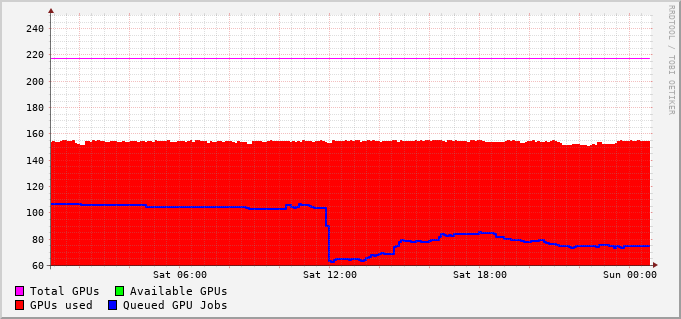 240
220
200
180
160
140
120
100
80
60
Sat 06:00 Sat 12:00 Sat 18:00 Sun 00:00
Total GPUs Available GPUs
GPUs used Queued GPU Jobs
RRDTOOL / TOBI OETIKER